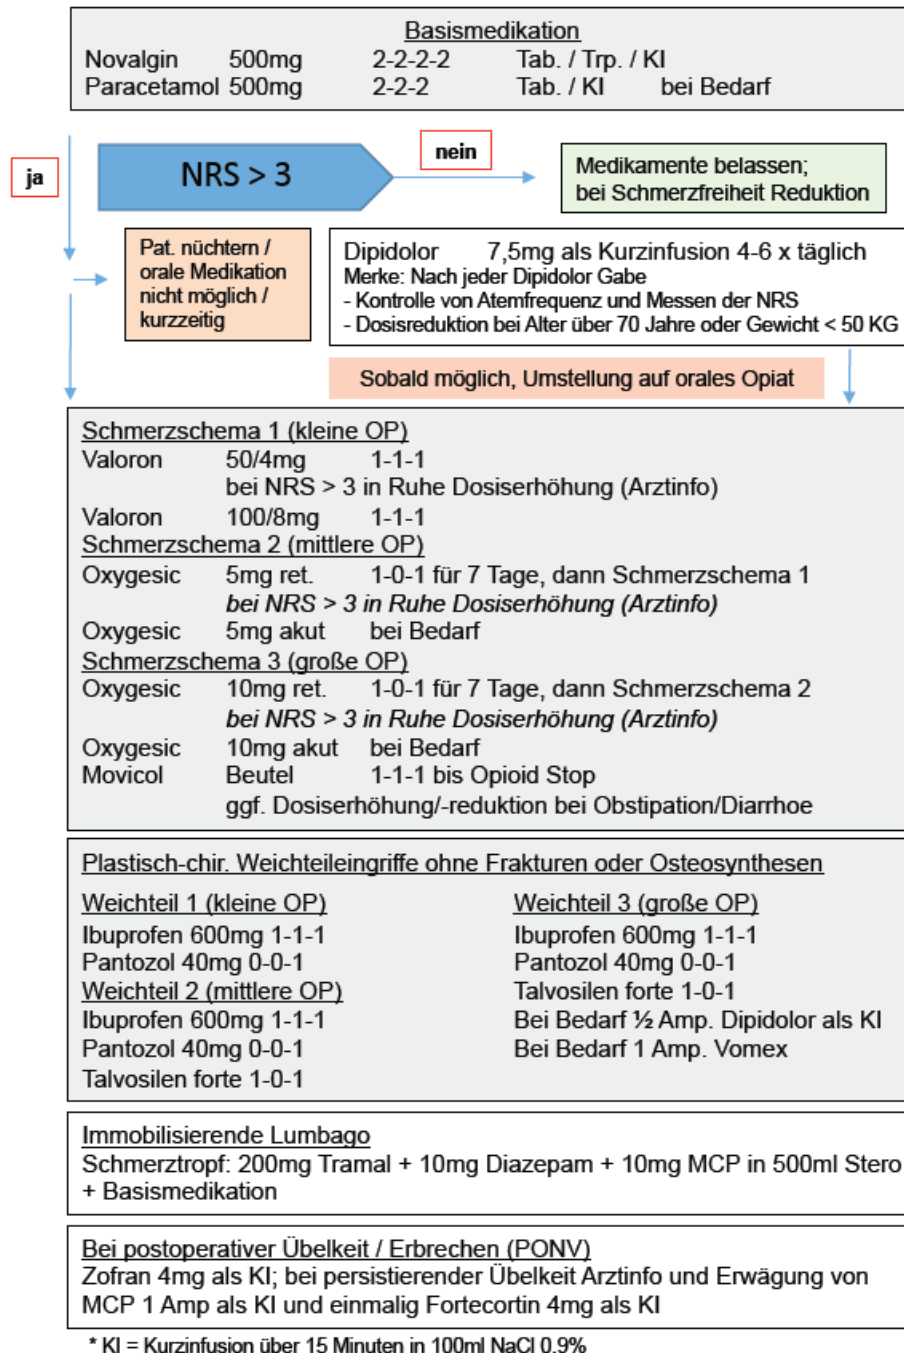 Basismedikation
Novalgin 500mg 2-2-2-2 Tab. / Trp. / KI
Paracetamol 500mg 2-2-2 Tab. / KI bei Bedarf
ja
NRS > 3
nein
Medikamente belassen;
bei Schmerzfreiheit Reduktion
Pat. nüchtern /
orale Medikation
nicht möglich /
kurzzeitig
Dipidolor 7,5mg als Kurzinfusion 4-6 x täglich
Merke: Nach jeder Dipidolor Gabe
- Kontrolle von Atemfrequenz und Messen der NRS
- Dosisreduktion bei Alter über 70 Jahre oder Gewicht < 50 KG
Sobald möglich, Umstellung auf orales Opiat
Schmerzschema 1 (kleine OP)
Valoron 50/4mg 1-1-1
bei NRS > 3 in Ruhe Dosiserhöhung (Arztinfo)
Valoron 100/8mg 1-1-1
Schmerzschema 2 (mittlere OP)
Oxygesic 5mg ret. 1-0-1 für 7 Tage, dann Schmerzschema 1
bei NRS > 3 in Ruhe Dosiserhöhung (Arztinfo)
Oxygesic 5mg akut bei Bedarf
Schmerzschema 3 (große OP)
Oxygesic 10mg ret. 1-0-1 für 7 Tage, dann Schmerzschema 2
bei NRS > 3 in Ruhe Dosiserhöhung (Arztinfo)
Oxygesic 10mg akut bei Bedarf
Movicol Beutel 1-1-1 bis Opioid Stop
ggf. Dosiserhöhung/-reduktion bei Obstipation/Diarrhoe
Plastisch-chir. Weichteileingriffe ohne Frakturen oder Osteosynthesen
Weichteil 1 (kleine OP)
Ibuprofen 600mg 1-1-1
Pantozol 40mg 0-0-1
Weichteil 2 (mittlere OP)
Ibuprofen 600mg 1-1-1
Pantozol 40mg 0-0-1
Talvosilen forte 1-0-1
Weichteil 3 (große OP)
Ibuprofen 600mg 1-1-1
Pantozol 40mg 0-0-1
Talvosilen forte 1-0-1
Bei Bedarf ½ Amp. Dipidolor als KI
Bei Bedarf 1 Amp. Vomex
Immobilisierende Lumbago
Schmerztropf: 200mg Tramal + 10mg Diazepam + 10mg MCP in 500ml Stero
+ Basismedikation
Bei postoperativer Übelkeit / Erbrechen (PONV)
Zofran 4mg als KI; bei persistierender Übelkeit Arztinfo und Erwägung von
MCP 1 Amp als KI und einmalig Fortecortin 4mg als KI
* KI = Kurzinfusion über 15 Minuten in 100ml NaCl 0,9%